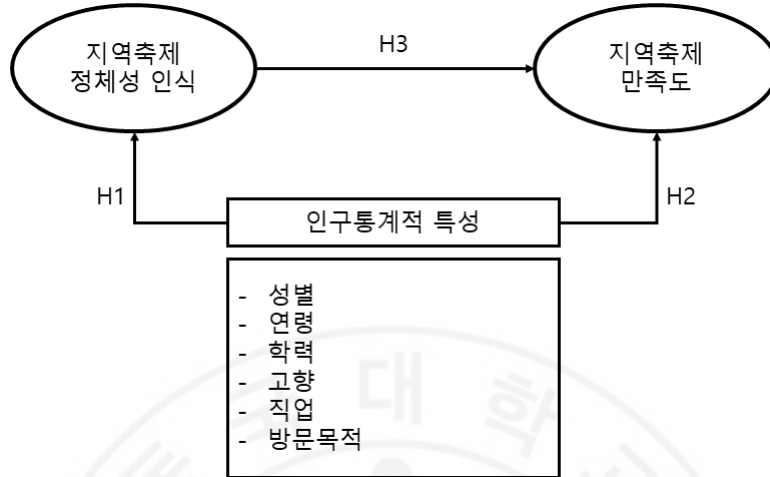 지역축제
정체성 인식
H3
지역축제
만족도
H1
인구통계적 특성
H2
- 성별
- 연령
- 학력
- 고향
- 직업
- 방문목적
대 학